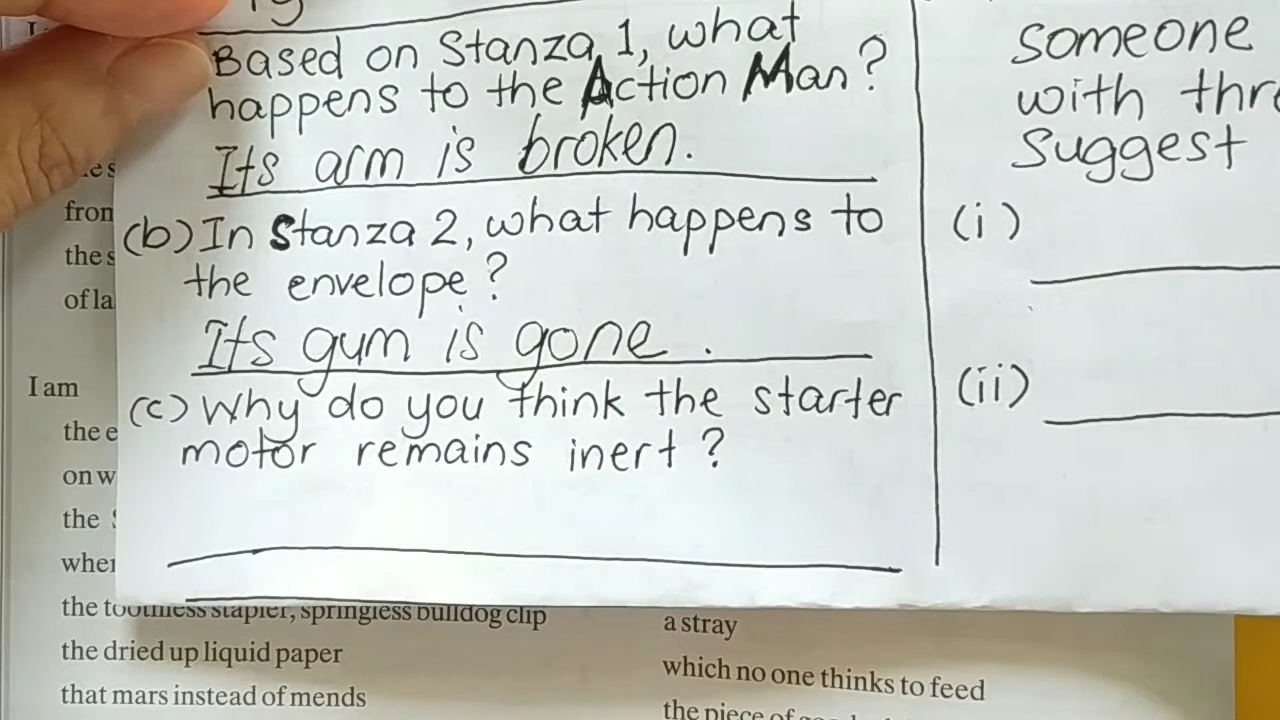 Based on Stanza 1, what
happens to the Action Man?
Its arm is broken.
(b) In Stanza 2, what happens to
the envelope?
Its gum is gone.
(c) Why do you think the starter
motor remains inert?
someone
with
Suggest
(i)
(ii)
the s
of la
I am
the e
on w
the
the toothless stapler, springless bulldog clip
the dried up liquid paper
that mars instead of mends
a stray
which no one thinks to feed
the piece of